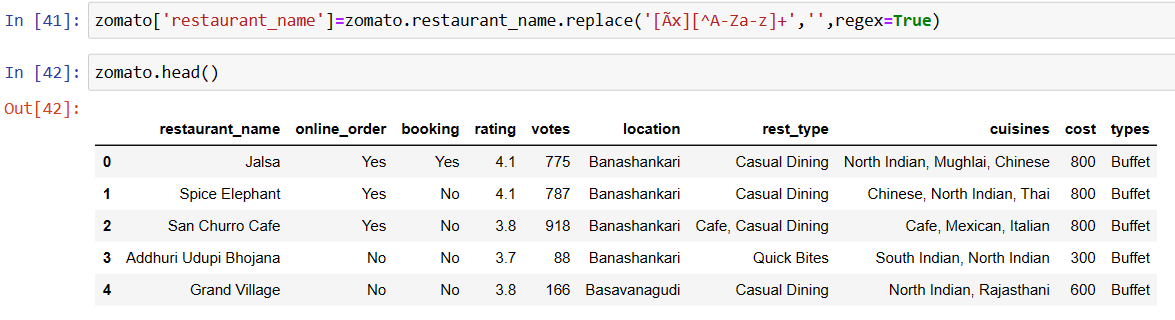 In [41]: zomato['restaurant_name']=zomato.restaurant_name.replace('[Ãx][^A-Za-z]+','',regex=True)
In [42]: zomato.head()
Out[42]:
restaurant_name online_order booking rating votes location rest_type cuisines cost types
0 Jalsa Yes Yes 4.1 775 Banashankari Casual Dining North Indian, Mughlai, Chinese 800 Buffet
1 Spice Elephant Yes No 4.1 787 Banashankari Casual Dining Chinese, North Indian, Thai 800 Buffet
2 San Churro Cafe Yes No 3.8 918 Banashankari Cafe, Casual Dining Cafe, Mexican, Italian 800 Buffet
3 Addhuri Udupi Bhojana No No 3.7 88 Banashankari Quick Bites South Indian, North Indian 300 Buffet
4 Grand Village No No 3.8 166 Basavanagudi Casual Dining North Indian, Rajasthani 600 Buffet